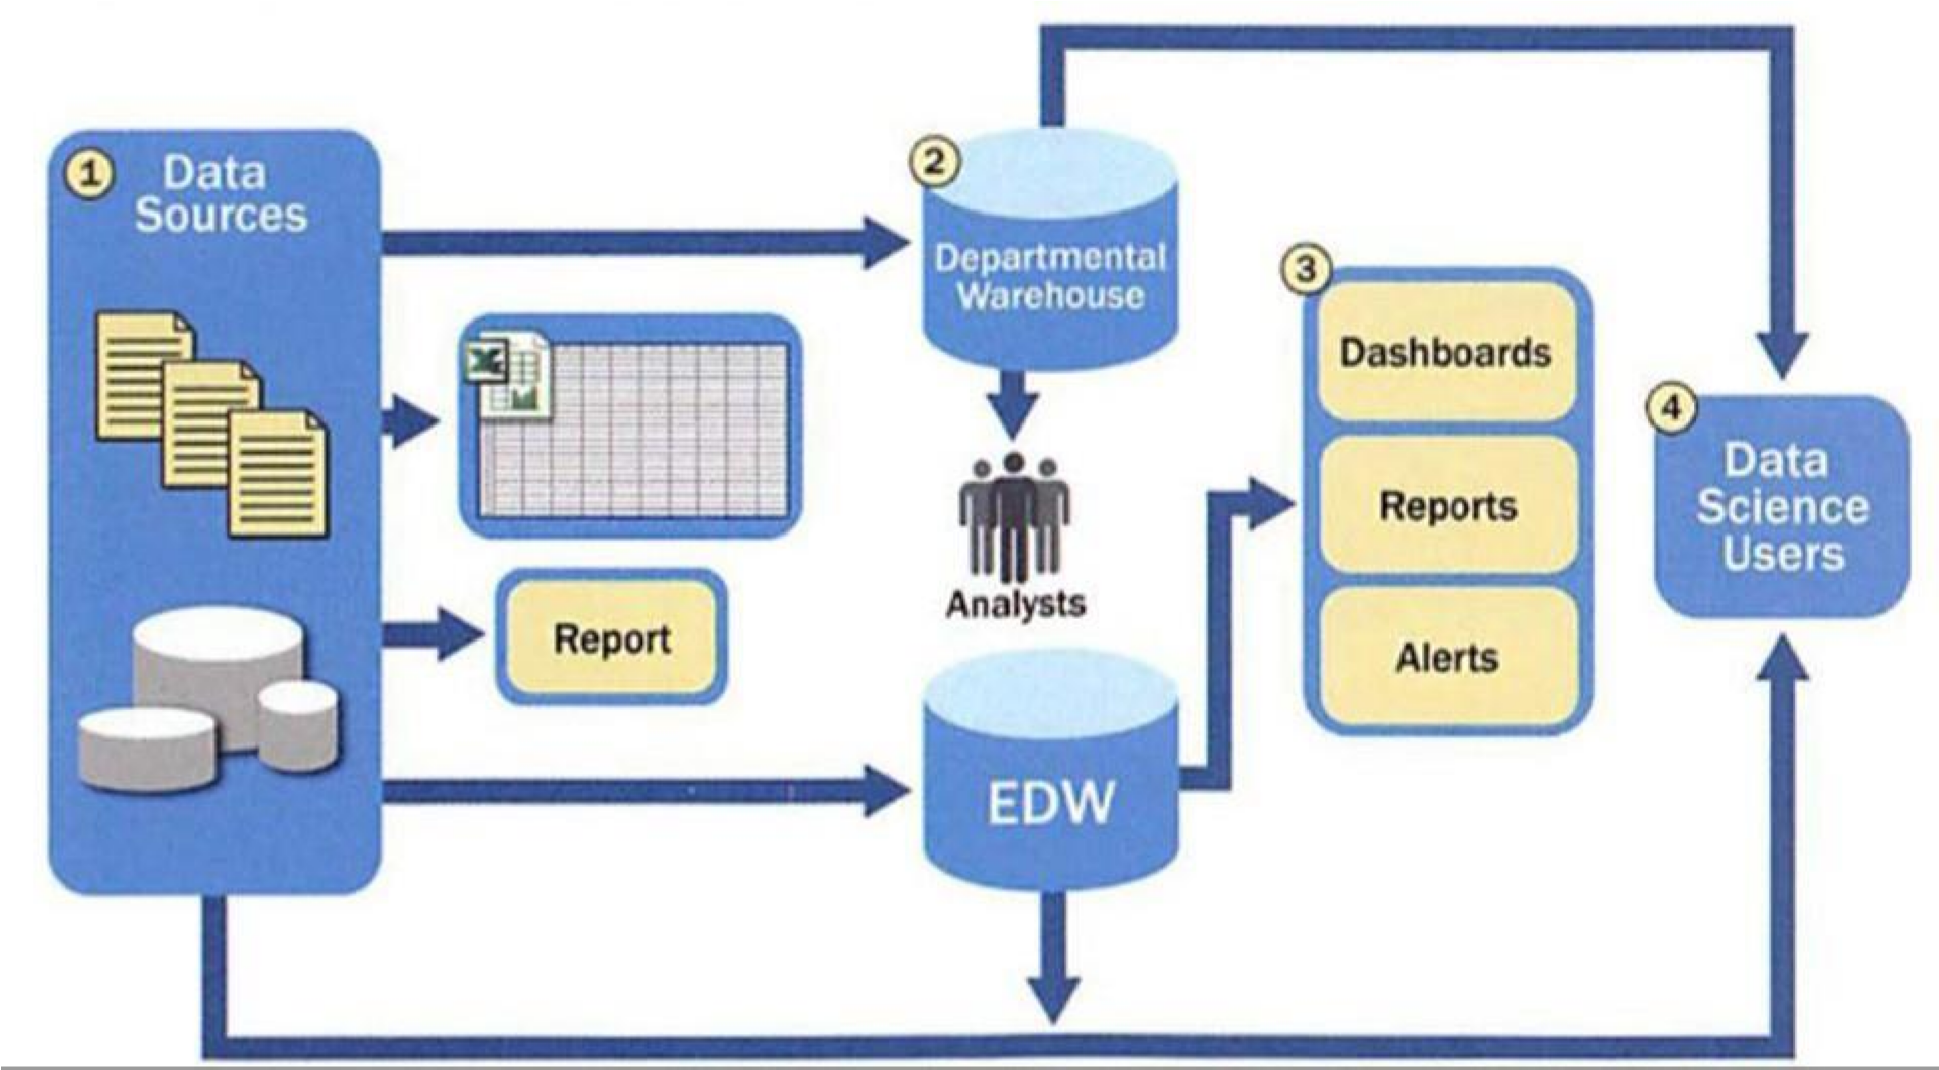 1
Data
Sources
2
Departmental
Warehouse
3
Dashboards
Reports
Alerts
4
Data
Science
Users
Report
Analysts
EDW